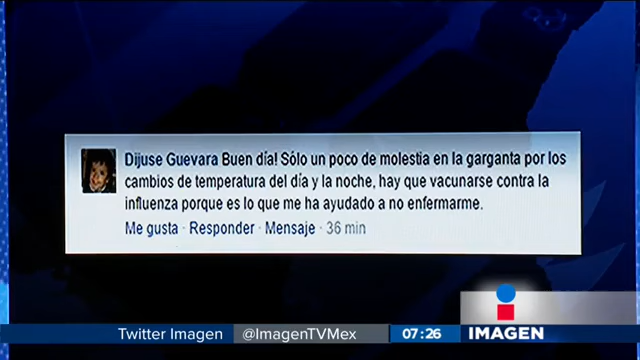 Dijuse Guevara Buen día! Sólo un poco de molestia en la garganta por los
cambios de temperatura del día y la noche, hay que vacunarse contra la
influenza porque es lo que me ha ayudado a no enfermarme.
Me gusta · Responder · Mensaje · 36 min
Twitter Imagen @ImagenTVMex 07:26 IMAGEN